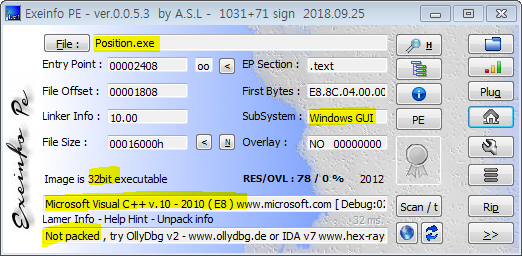 Exeinfo PE - ver.0.0.5.3 by A.S.L - 1031+71 sign 2018.09.25
File : Position.exe H
Entry Point : 00002408 oo < EP Section : .text
File Offset : 00001808 First Bytes : E8.8C.04.00.00 Plug
Linker Info : 10.00 SubSystem : Windows GUI PE
File Size : 00016000h < N Overlay : NO 00000000
Image is 32bit executable RES/OVL : 78 / 0 % 2012
Microsoft Visual C++ v.10 - 2010 ( E8 ) www.microsoft.com [ Debug:02 Scan / t Rip
Lamer Info - Help Hint - Unpack info 32 ms.
Not packed , try OllyDbg v2 - www.ollydbg.de or IDA v7 www.hex-ray >>
Exeinfo Pe